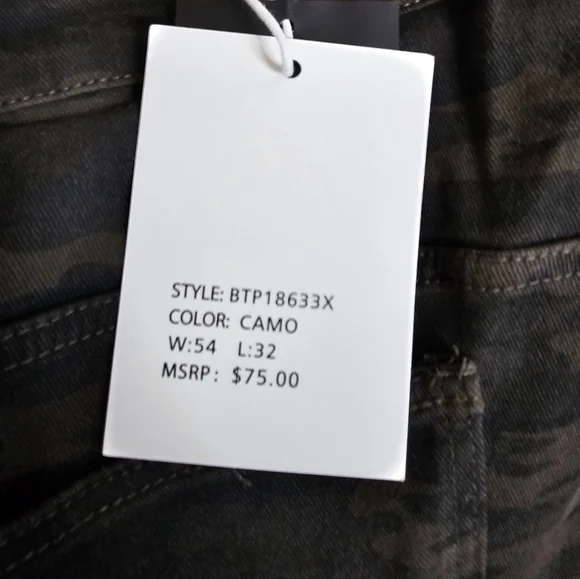 STYLE: BTP18633X
COLOR: CAMO
W:54 L:32
MSRP: $75.00